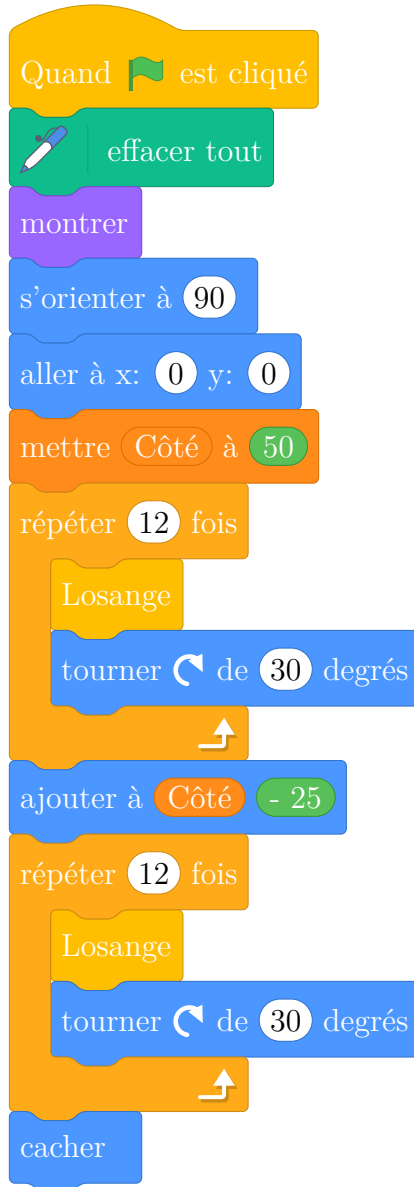 Quand est cliqué
effacer tout
montrer
s'orienter à 90
aller à x: 0 y: 0
mettre Côté à 50
répéter 12 fois
Losange
tourner de 30 degrés
ajouter à Côté - 25
répéter 12 fois
Losange
tourner de 30 degrés
cacher